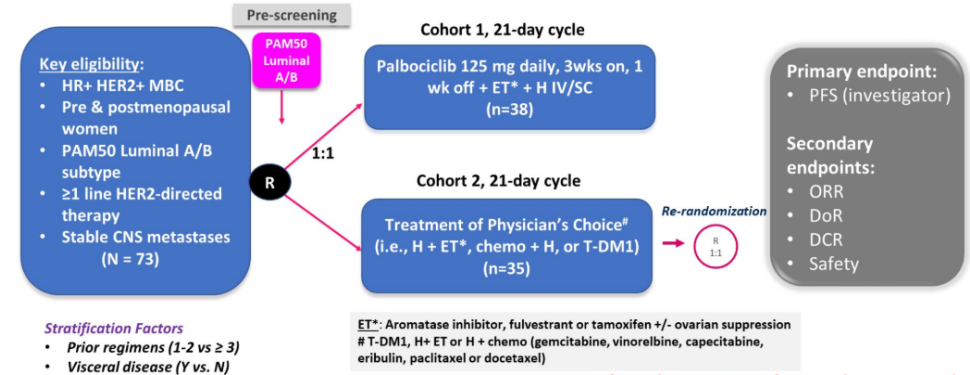 Pre-screening
PAM50
Luminal
A/B
Key eligibility:
• HR+ HER2+ MBC
• Pre & postmenopausal
women
• PAM50 Luminal A/B
subtype
• ≥1 line HER2-directed
therapy
• Stable CNS metastases
(N = 73)
R
1:1
Cohort 1, 21-day cycle
Palbociclib 125 mg daily, 3wks on, 1
wk off + ET* + H IV/SC
(n=38)
Cohort 2, 21-day cycle
Treatment of Physician's Choice#
(i.e., H + ET*, chemo + H, or T-DM1)
(n=35)
Re-randomization
R
1:1
Primary endpoint:
• PFS (investigator)
Secondary
endpoints:
• ORR
• DoR
• DCR
• Safety
Stratification Factors
• Prior regimens (1-2 vs ≥ 3)
• Visceral disease (Y vs. N)
ET*: Aromatase inhibitor, fulvestrant or tamoxifen +/- ovarian suppression
# T-DM1, H+ ET or H + chemo (gemcitabine, vinorelbine, capecitabine,
eribulin, paclitaxel or docetaxel)